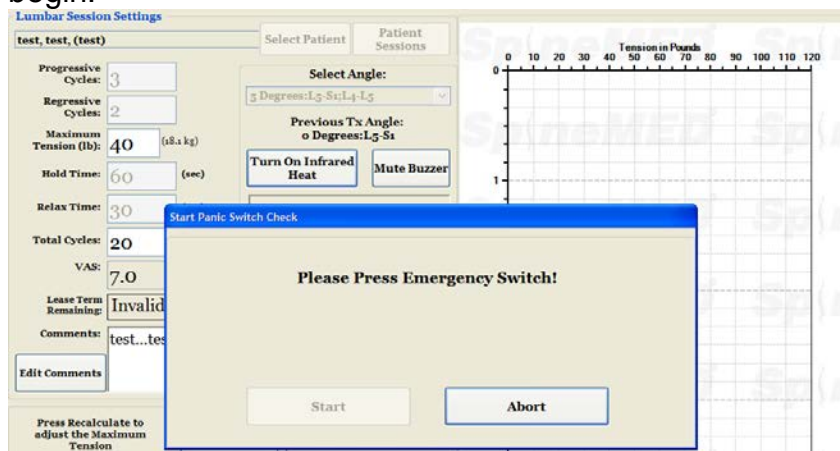 begin.
Lumbar Session Settings
test, test, (test)
Select Patient
Patient
Sessions
Progressive
Cycles:
3
Regressive
Cycles:
2
Maximum
Tension (lb):
40
(18.1 kg)
Hold Time:
60
(sec)
Relax Time:
30
Total Cycles:
20
VAS:
7.0
Lease Term
Remaining:
Invalid
Comments:
Edit Comments
Press Recalculate to
adjust the Maximum
Tension
Select Angle:
5 Degrees:L5-S1;L4-L5
Previous Tx Angle:
0 Degrees:L5-S1
Turn On Infrared
Heat
Mute Buzzer
Tension in Pounds
0 10 20 30 40 50 60 70 80 90 100 110 120
0
1
SpineMED
Start Panic Switch Check
Please Press Emergency Switch!
Start
Abort